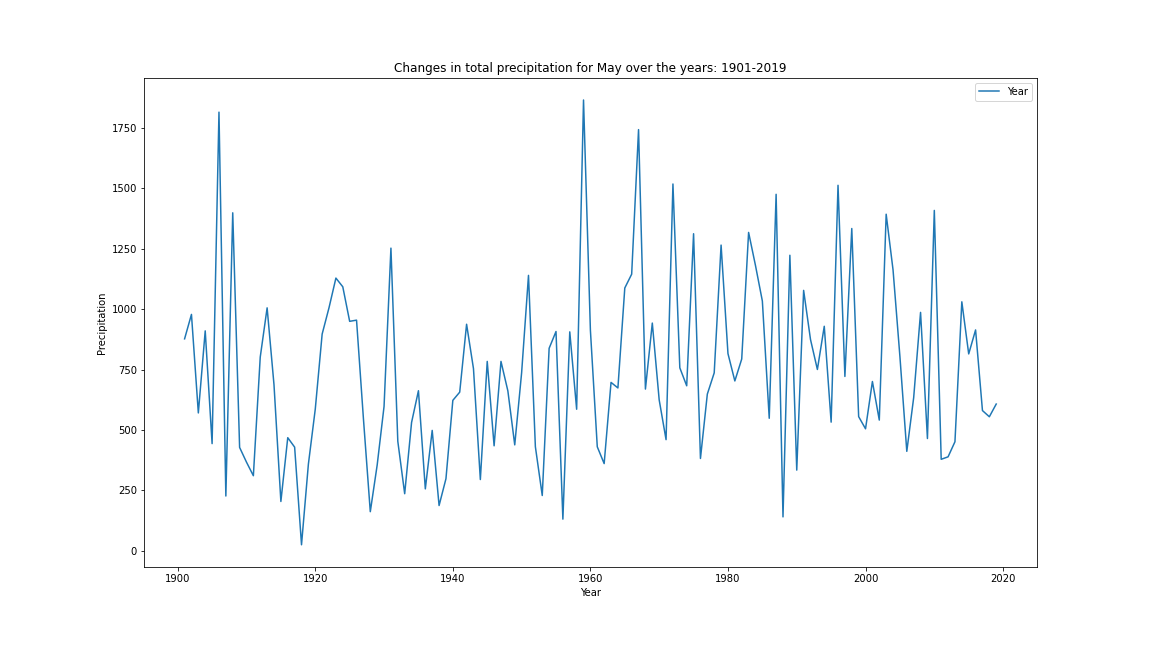 Changes in total precipitation for May over the years: 1901-2019
Year
1750
1500
1250
1000
750
500
250
0
Precipitation
1900 1920 1940 1960 1980 2000 2020
Year